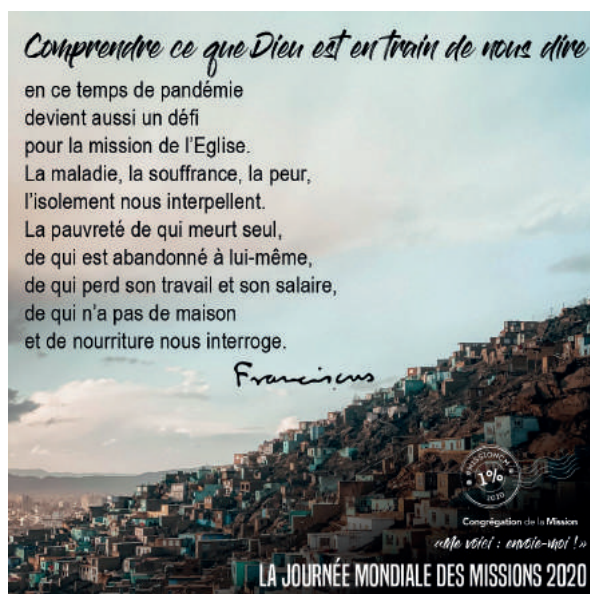 Comprendre ce que Dieu est en train de nous dire
en ce temps de pandémie
devient aussi un défi
pour la mission de l'Eglise.
La maladie, la souffrance, la peur,
l'isolement nous interpellent.
La pauvreté de qui meurt seul,
de qui est abandonné à lui-même,
de qui perd son travail et son salaire,
de qui n'a pas de maison
et de nourriture nous interroge.
Franciscus
MISSIONCM
1%
2020
Congrégation de la Mission
«Me voici : envoie-moi !»
LA JOURNÉE MONDIALE DES MISSIONS 2020